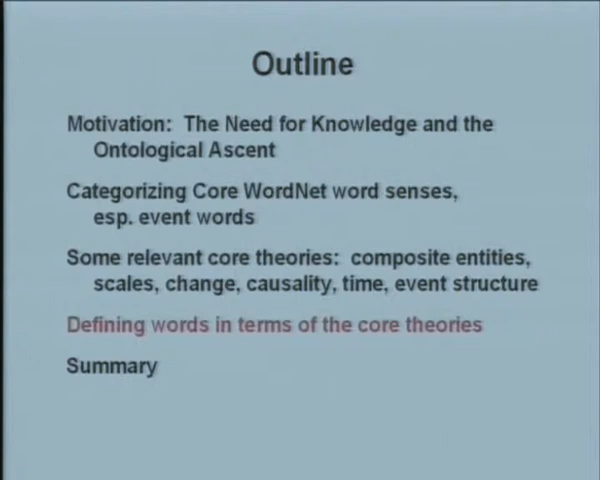 Outline
Motivation: The Need for Knowledge and the
Ontological Ascent
Categorizing Core WordNet word senses,
esp. event words
Some relevant core theories: composite entities,
scales, change, causality, time, event structure
Defining words in terms of the core theories
Summary